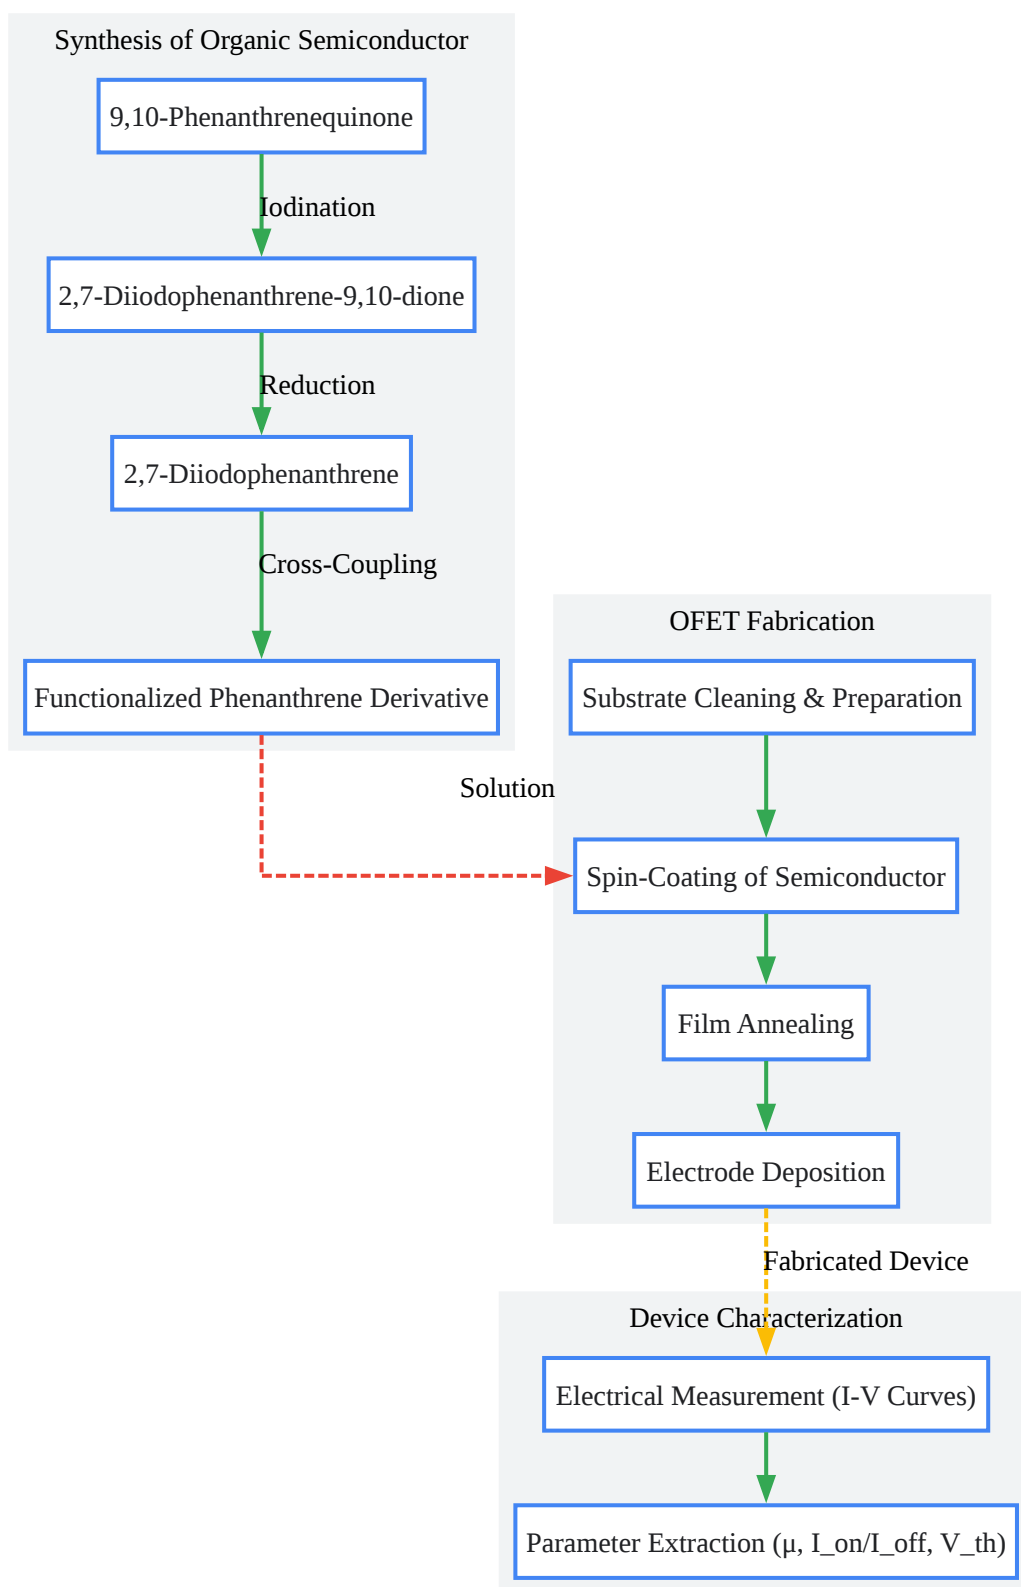 Synthesis of Organic Semiconductor
9,10-Phenanthrenequinone
Iodination
2,7-Diiodophenanthrene-9,10-dione
Reduction
2,7-Diiodophenanthrene
Cross-Coupling
Functionalized Phenanthrene Derivative
OFET Fabrication
Substrate Cleaning & Preparation
Solution
Spin-Coating of Semiconductor
Film Annealing
Electrode Deposition
Fabricated Device
Device Characterization
Electrical Measurement (I-V Curves)
Parameter Extraction (μ, I_on/I_off, V_th)